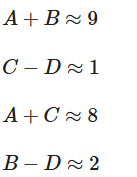 A + B ≈ 9
C − D ≈ 1
A + C ≈ 8
B − D ≈ 2